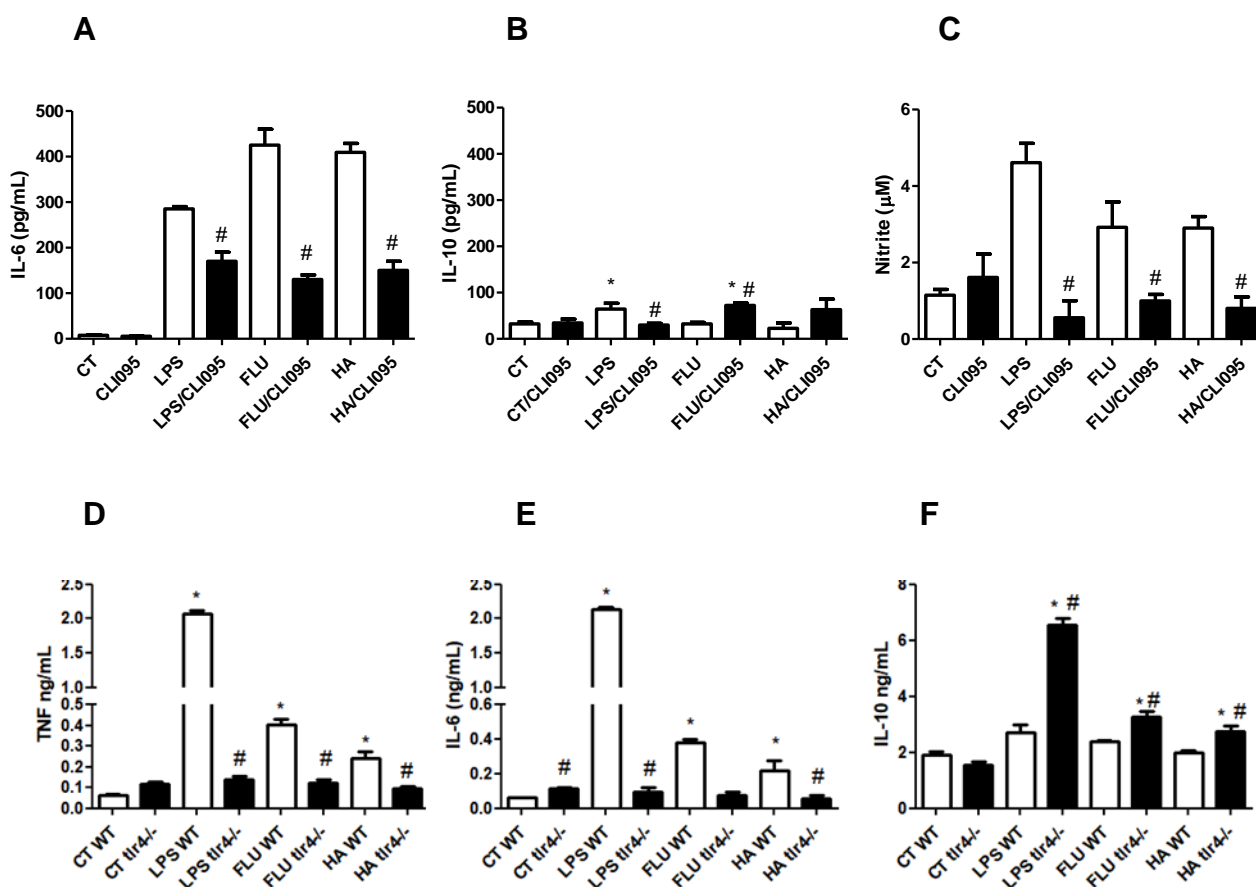 A
B
C
IL-6 (pg/mL)
500
400
300
200
100
0
#
#
#
CT
CLI095
LPS
LPS/CLI095
FLU
FLU/CLI095
HA
HA/CLI095
IL-10 (pg/mL)
500
400
300
200
100
0
*
#
* #
CT
CT/CLI095
LPS
LPS/CLI095
FLU
FLU/CLI095
HA
HA/CLI095
Nitrite (µM)
6
4
2
0
#
#
#
CT
CLI095
LPS
LPS/CLI095
FLU
FLU/CLI095
HA
HA/CLI095
D
E
F
TNF ng/mL
2.5
2.0
1.5
1.0
0.5
0.4
0.3
0.2
0.1
0.0
*
#
*
#
*
#
CT WT
CT tlr4-/-
LPS WT
LPS tlr4-/-
FLU WT
FLU tlr4-/-
HA WT
HA tlr4-/-
IL-6 (ng/mL)
2.5
2.0
1.5
1.0
0.6
0.4
0.2
0.0
#
*
#
*
*
#
CT WT
CT tlr4-/-
LPS WT
LPS tlr4-/-
FLU WT
FLU tlr4-/-
HA WT
HA tlr4-/-
IL-10 ng/mL
8
6
4
2
0
* #
* #
* #
CT WT
CT tlr4-/-
LPS WT
LPS tlr4-/-
FLU WT
FLU tlr4-/-
HA WT
HA tlr4-/-